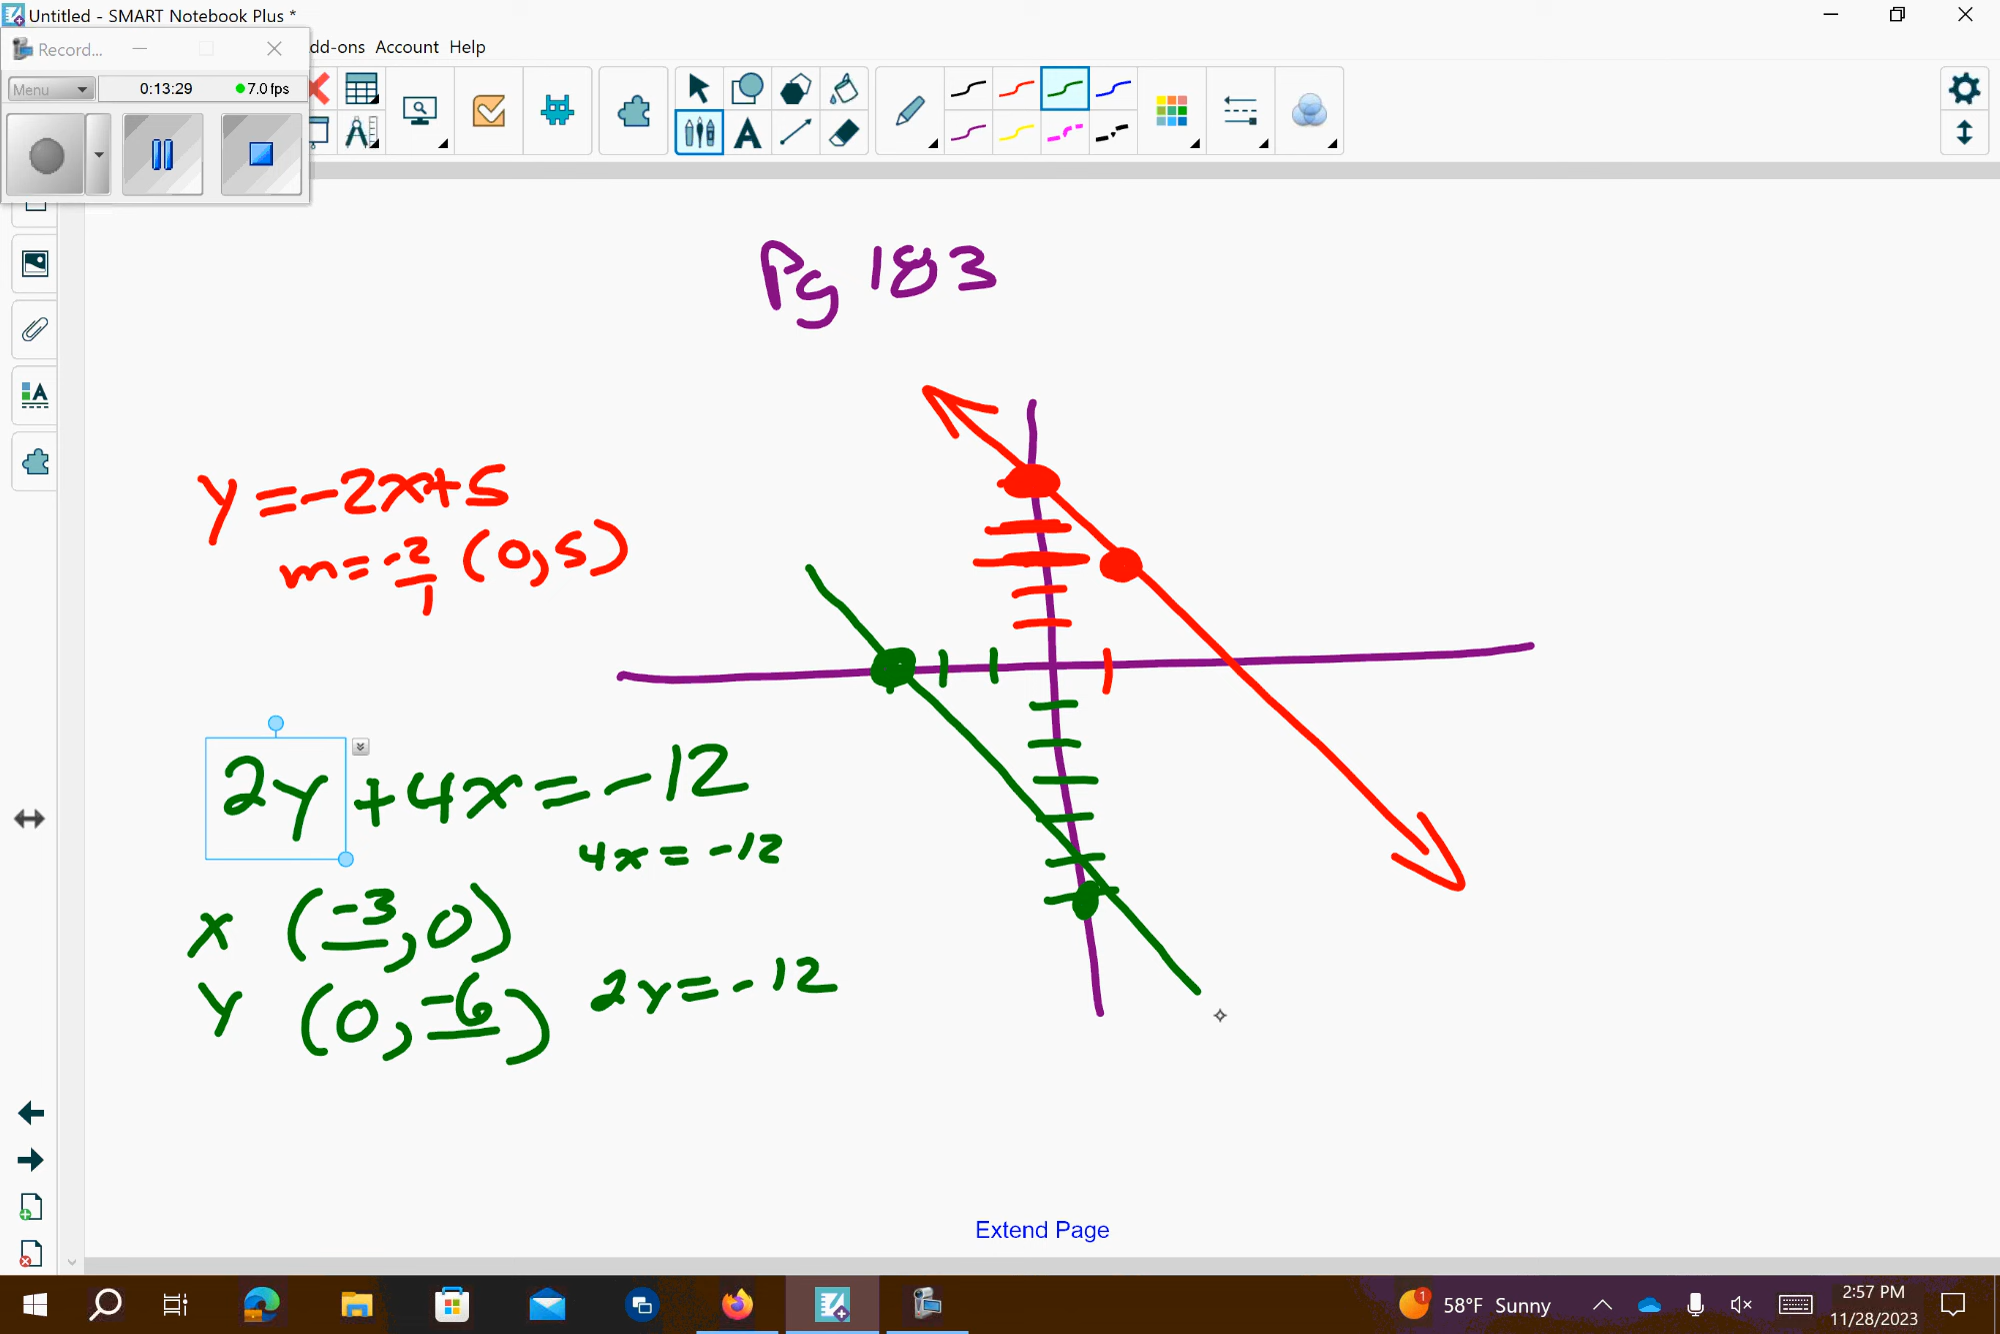 Untitled - SMART Notebook Plus *
Record...
dd-ons Account Help
Menu 0:13:29 7.0 fps
A
A
Pg 183
y = -2x+5
m = -2/1 (0,5)
2y +4x = -12
4x = -12
x (-3,0)
y (0,-6) 2y = -12
Extend Page
1 58°F Sunny
2:57 PM
11/28/2023